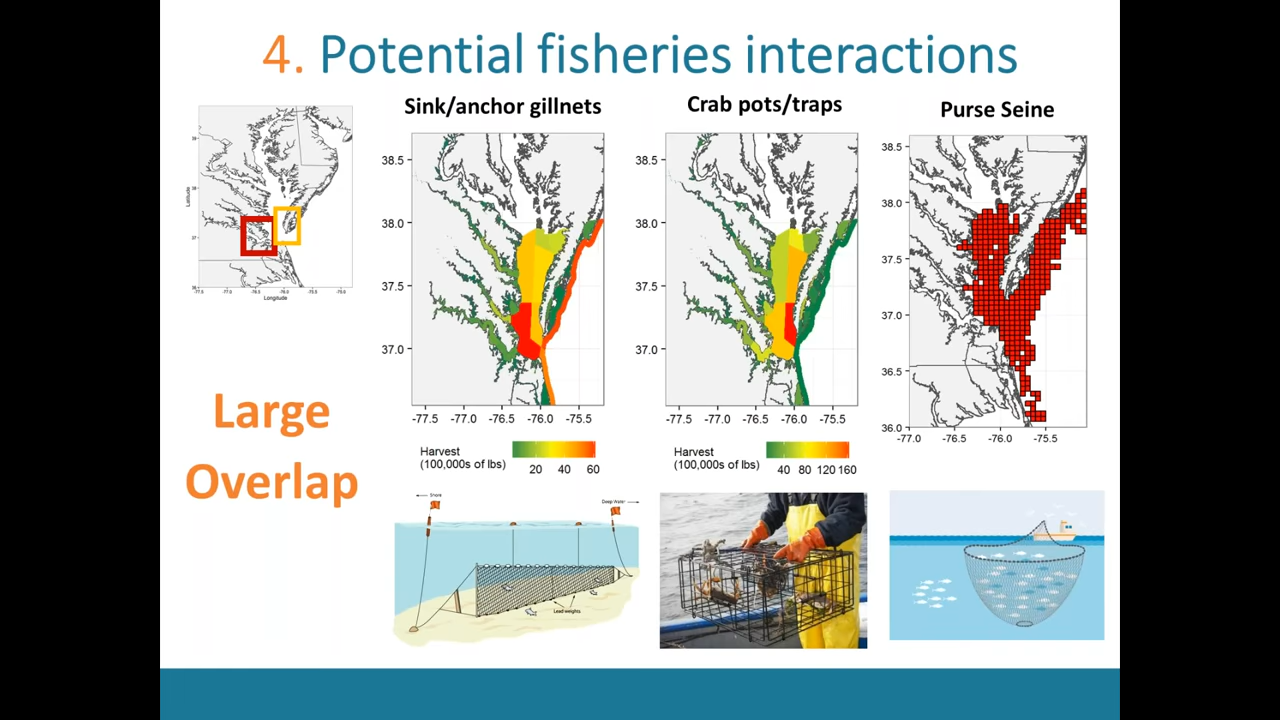 4. Potential fisheries interactions
Sink/anchor gillnets
Crab pots/traps
Purse Seine
Latitude
Longitude
38.5
38.0
37.5
37.0
-77.5 -77.0 -76.5 -76.0 -75.5
Harvest
(100,000s of lbs)
20 40 60
38.5
38.0
37.5
37.0
-77.5 -77.0 -76.5 -76.0 -75.5
Harvest
(100,000s of lbs)
40 80 120 160
38.5
38.0
37.5
37.0
36.5
36.0
-77.0 -76.5 -76.0 -75.5
Large
Overlap
Shore
Deep Water
Lead weights